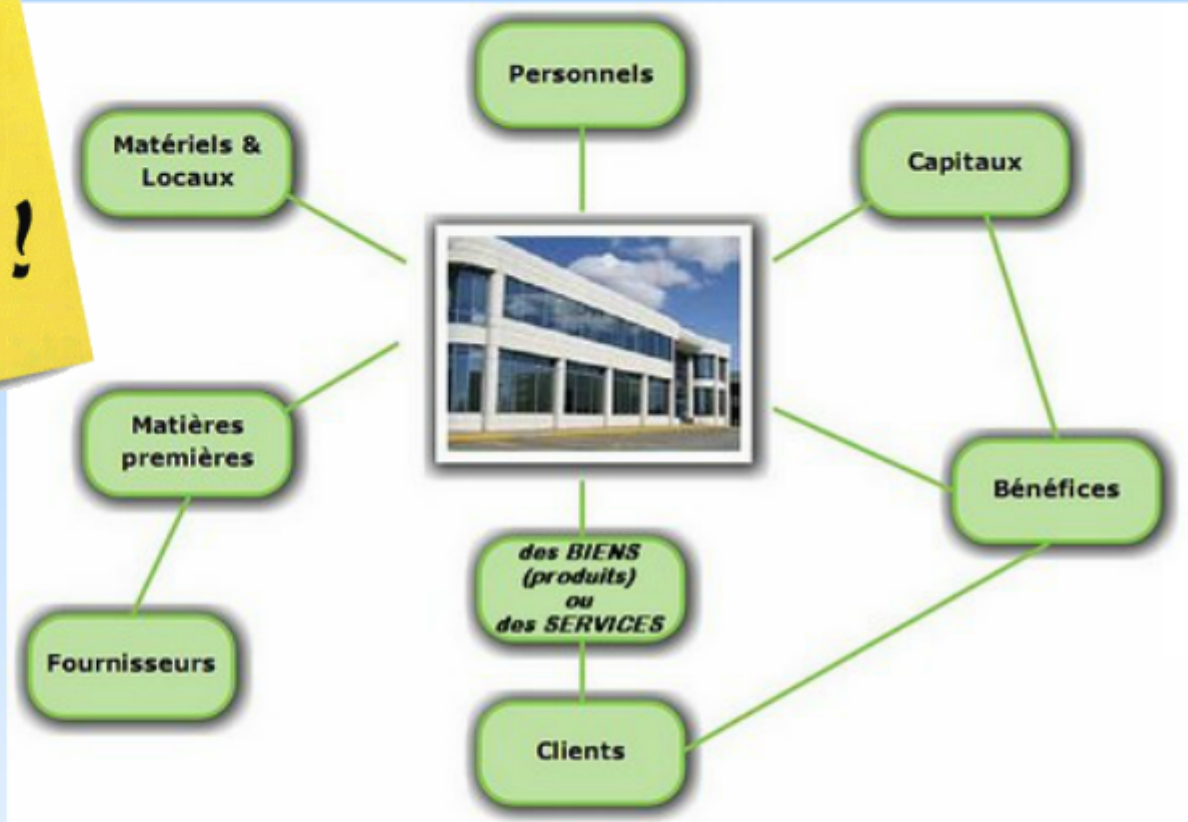 !
Personnels
Matériels &
Locaux
Capitaux
Matières
premières
Bénéfices
des BIENS
(produits)
ou
des SERVICES
Fournisseurs
Clients